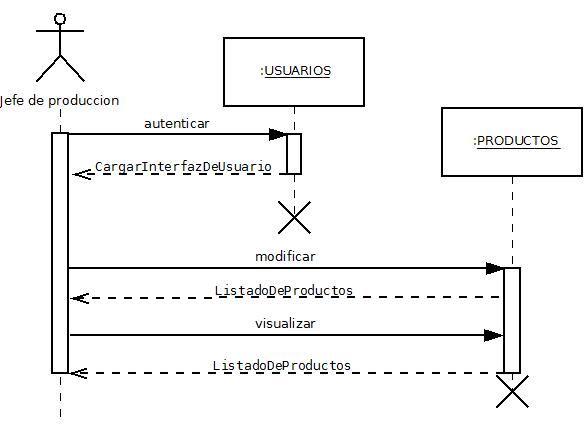 :USUARIOS
Jefe de produccion
autenticar
:PRODUCTOS
CargarInterfazDeUsuario
modificar
ListadoDeProductos
visualizar
ListadoDeProductos